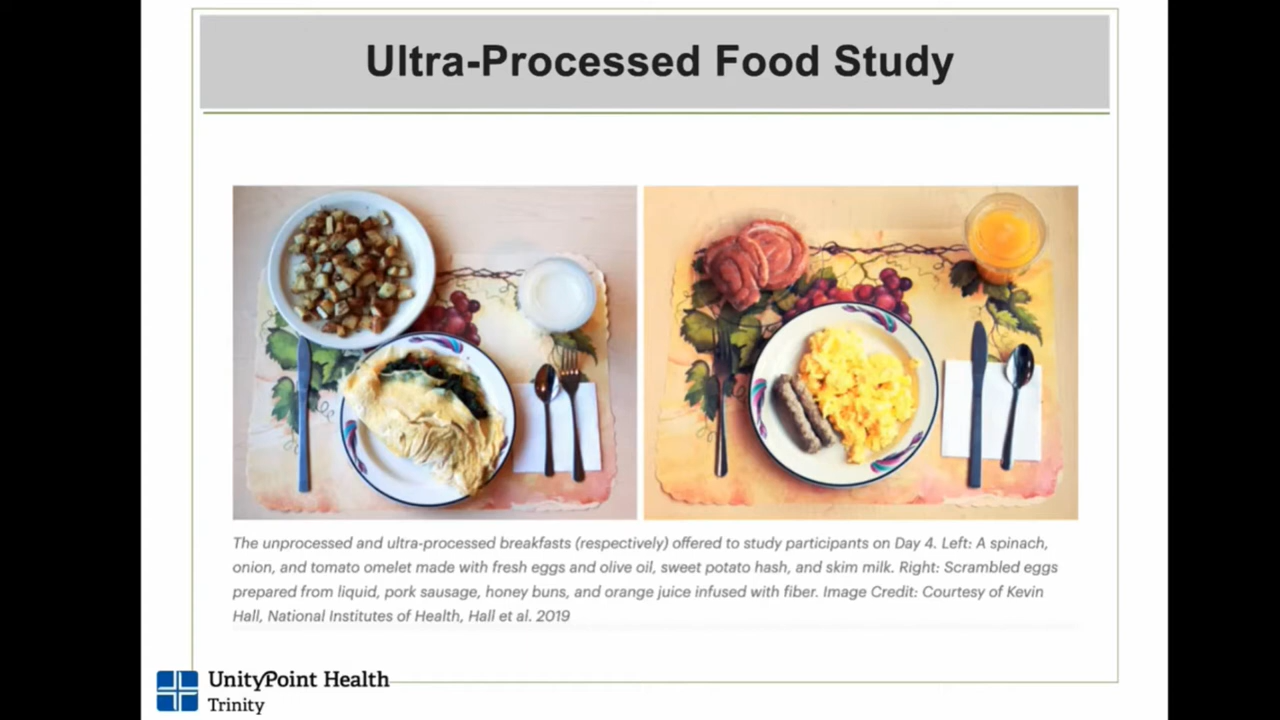 Ultra-Processed Food Study
The unprocessed and ultra-processed breakfasts (respectively) offered to study participants on Day 4. Left: A spinach,
onion, and tomato omelet made with fresh eggs and olive oil, sweet potato hash, and skim milk. Right: Scrambled eggs
prepared from liquid, pork sausage, honey buns, and orange juice infused with fiber. Image Credit: Courtesy of Kevin
Hall, National Institutes of Health, Hall et al. 2019
UnityPoint Health
Trinity